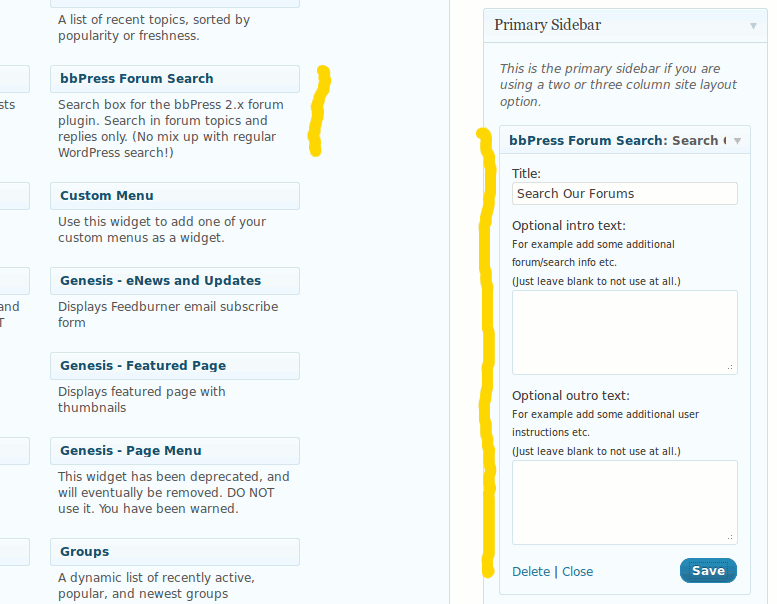 A list of recent topics, sorted by
popularity or freshness.
bbPress Forum Search
sts
Search box for the bbPress 2.x forum
plugin. Search in forum topics and
replies only. (No mix up with regular
WordPress search!)
Custom Menu
Use this widget to add one of your
custom menus as a widget.
Genesis - eNews and Updates
and
T
Displays Feedburner email subscribe
form
Genesis - Featured Page
Displays featured page with
thumbnails
Genesis - Page Menu
This widget has been deprecated, and
will eventually be removed. DO NOT
use it. You have been warned.
Groups
A dynamic list of recently active,
popular, and newest groups
Primary Sidebar
This is the primary sidebar if you are
using a two or three column site layout
option.
bbPress Forum Search: Search
Title:
Search Our Forums
Optional intro text:
For example add some additional
forum/search info etc.
(Just leave blank to not use at all.)
Optional outro text:
For example add some additional user
instructions etc.
(Just leave blank to not use at all.)
Delete | Close
Save